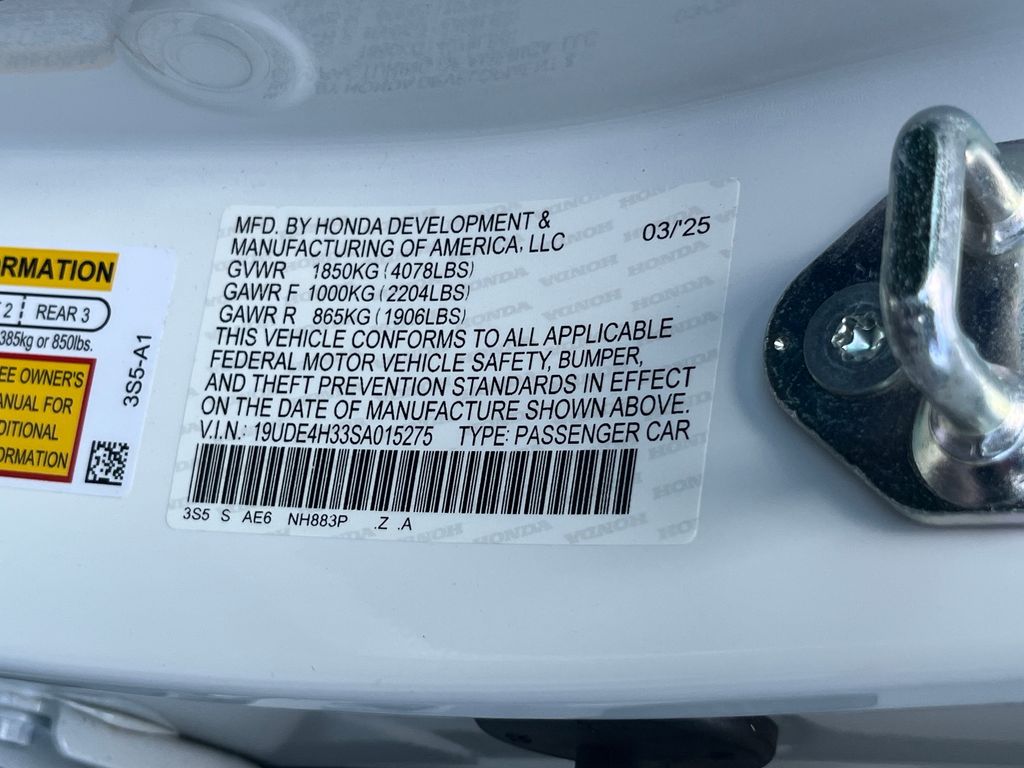 MFD. BY HONDA DEVELOPMENT &
MANUFACTURING OF AMERICA, LLC 03/'25
GVWR 1850KG (4078LBS)
GAWR F 1000KG (2204LBS)
GAWR R 865KG (1906LBS)
THIS VEHICLE CONFORMS TO ALL APPLICABLE
FEDERAL MOTOR VEHICLE SAFETY, BUMPER,
AND THEFT PREVENTION STANDARDS IN EFFECT
ON THE DATE OF MANUFACTURE SHOWN ABOVE.
V.I.N.: 19UDE4H33SA015275 TYPE: PASSENGER CAR
3S5 S AE6 NH883P .Z .A
RMATION
2 REAR 3
385kg or 850lbs.
EE OWNER'S
ANUAL FOR
DITIONAL
ORMATION
3S5-A1
HONDA